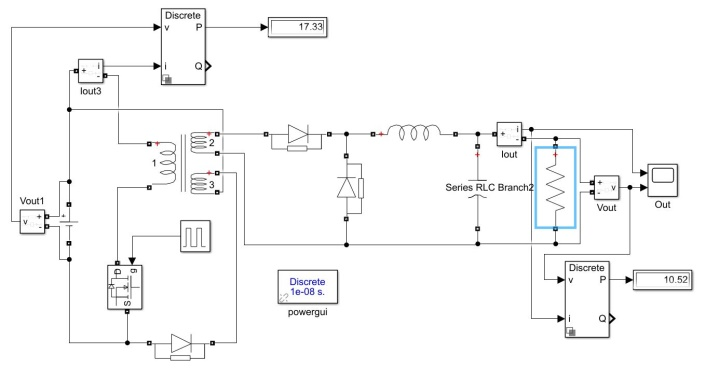 Discrete
v
P
17.33
i
Q
+
i
-
Iout3
1
+
2
+
3
+
+
+
i
-
Iout
+
Series RLC Branch2
+
+
v
-
Vout
Out
Vout1
v
+
-
+
g
D
S
Discrete
1e-08 s.
powergui
Discrete
v
P
10.52
i
Q